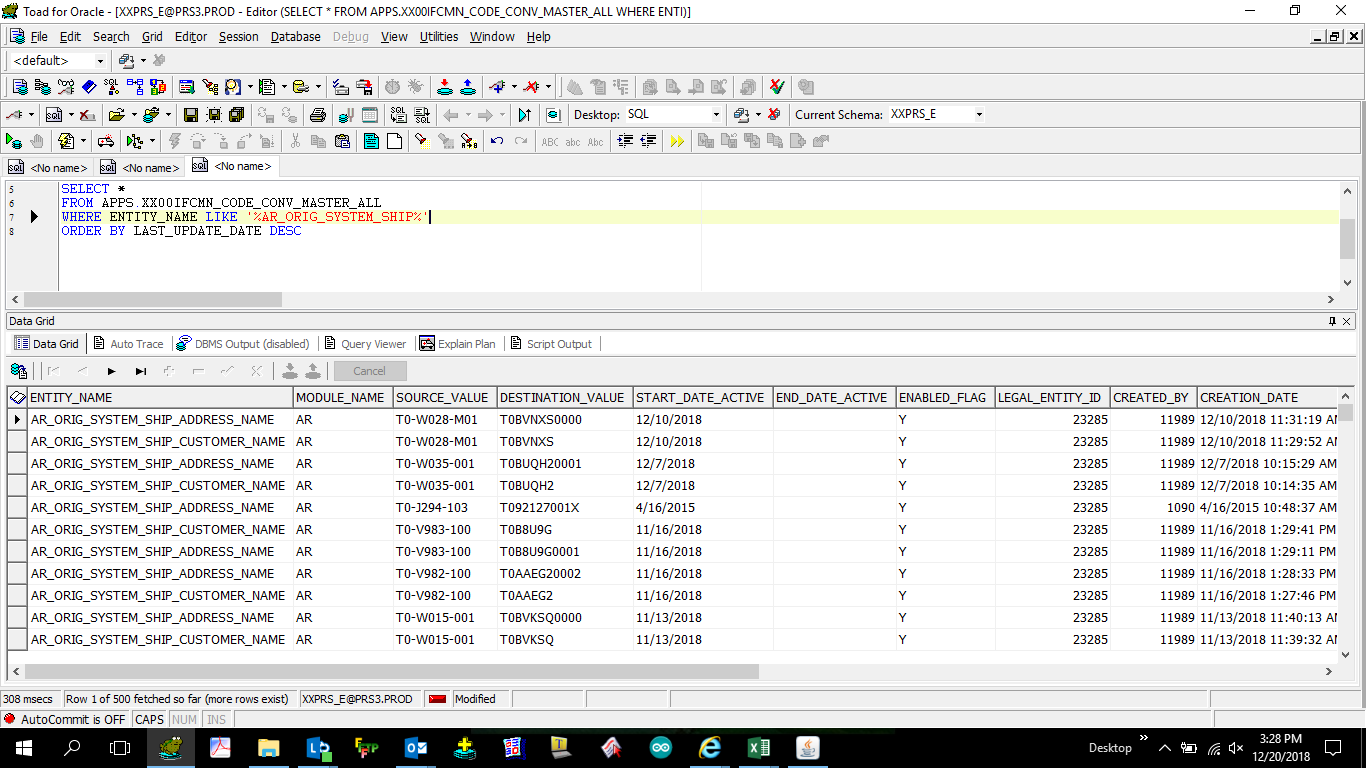 Toad for Oracle - [XXPRS_E@PRS3.PROD - Editor (SELECT * FROM APPS.XX00IFCMN_CODE_CONV_MASTER_ALL WHERE ENTI)]
File Edit Search Grid Editor Session Database Debug View Utilities Window Help
<default>
SQL Desktop: SQL Current Schema: XXPRS_E
ABC abc Abc
<No name> <No name> <No name>
5 SELECT *
6 FROM APPS.XX00IFCMN_CODE_CONV_MASTER_ALL
7 WHERE ENTITY_NAME LIKE '%AR_ORIG_SYSTEM_SHIP%'
8 ORDER BY LAST_UPDATE_DATE DESC
Data Grid
Data Grid Auto Trace DBMS Output (disabled) Query Viewer Explain Plan Script Output
Cancel
ENTITY_NAME MODULE_NAME SOURCE_VALUE DESTINATION_VALUE START_DATE_ACTIVE END_DATE_ACTIVE ENABLED_FLAG LEGAL_ENTITY_ID CREATED_BY CREATION_DATE
AR_ORIG_SYSTEM_SHIP_ADDRESS_NAME AR T0-W028-M01 T0BVNXS0000 12/10/2018 Y 23285 11989 12/10/2018 11:31:19 AM
AR_ORIG_SYSTEM_SHIP_CUSTOMER_NAME AR T0-W028-M01 T0BVNXS 12/10/2018 Y 23285 11989 12/10/2018 11:29:52 AM
AR_ORIG_SYSTEM_SHIP_ADDRESS_NAME AR T0-W035-001 T0BUQH20001 12/7/2018 Y 23285 11989 12/7/2018 10:15:29 AM
AR_ORIG_SYSTEM_SHIP_CUSTOMER_NAME AR T0-W035-001 T0BUQH2 12/7/2018 Y 23285 11989 12/7/2018 10:14:35 AM
AR_ORIG_SYSTEM_SHIP_ADDRESS_NAME AR T0-J294-103 T092127001X 4/16/2015 Y 23285 1090 4/16/2015 10:48:37 AM
AR_ORIG_SYSTEM_SHIP_CUSTOMER_NAME AR T0-V983-100 T0B8U9G 11/16/2018 Y 23285 11989 11/16/2018 1:29:41 PM
AR_ORIG_SYSTEM_SHIP_ADDRESS_NAME AR T0-V983-100 T0B8U9G0001 11/16/2018 Y 23285 11989 11/16/2018 1:29:11 PM
AR_ORIG_SYSTEM_SHIP_ADDRESS_NAME AR T0-V982-100 T0AAEG20002 11/16/2018 Y 23285 11989 11/16/2018 1:28:33 PM
AR_ORIG_SYSTEM_SHIP_CUSTOMER_NAME AR T0-V982-100 T0AAEG2 11/16/2018 Y 23285 11989 11/16/2018 1:27:46 PM
AR_ORIG_SYSTEM_SHIP_ADDRESS_NAME AR T0-W015-001 T0BVKSQ0000 11/13/2018 Y 23285 11989 11/13/2018 11:40:13 AM
AR_ORIG_SYSTEM_SHIP_CUSTOMER_NAME AR T0-W015-001 T0BVKSQ 11/13/2018 Y 23285 11989 11/13/2018 11:39:32 AM
308 msecs Row 1 of 500 fetched so far (more rows exist) XXPRS_E@PRS3.PROD Modified
AutoCommit is OFF CAPS NUM INS
Desktop 3:28 PM
12/20/2018